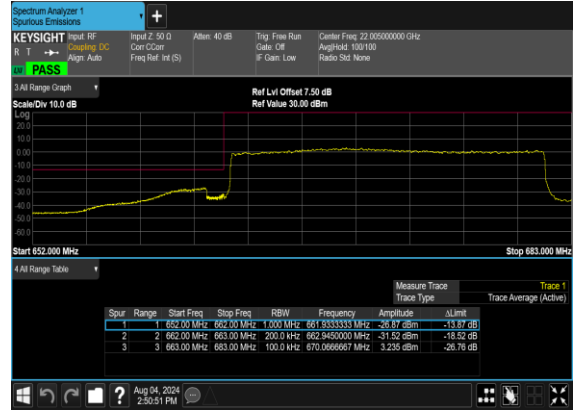 Spectrum Analyzer 1
Spurious Emissions
KEYSIGHT Input: RF Input Z: 50 Ω Atten: 40 dB Trig: Free Run Center Freq: 22.005000000 GHz
R T Coupling: DC Corr CCorr Gate: Off Avg|Hold: 100/100
Align: Auto Freq Ref: Int (S) IF Gain: Low Radio Std: None
LM PASS
3 All Range Graph
Ref Lvl Offset 7.50 dB
Scale/Div 10.0 dB Ref Value 30.00 dBm
Log
20.0
10.0
0.00
-10.0
-20.0
-30.0
-40.0
-50.0
-60.0
Start 652.000 MHz Stop 683.000 MHz
4 All Range Table
Measure Trace Trace 1
Trace Type Trace Average (Active)
Spur Range Start Freq Stop Freq RBW Frequency Amplitude ΔLimit
1 1 652.00 MHz 662.00 MHz 1.000 MHz 661.9333333 MHz -26.87 dBm -13.87 dB
2 2 662.00 MHz 663.00 MHz 200.0 kHz 662.9450000 MHz -31.52 dBm -18.52 dB
3 3 663.00 MHz 683.00 MHz 100.0 kHz 670.0666667 MHz 3.235 dBm -26.76 dB
Aug 04, 2024
2:50:51 PM